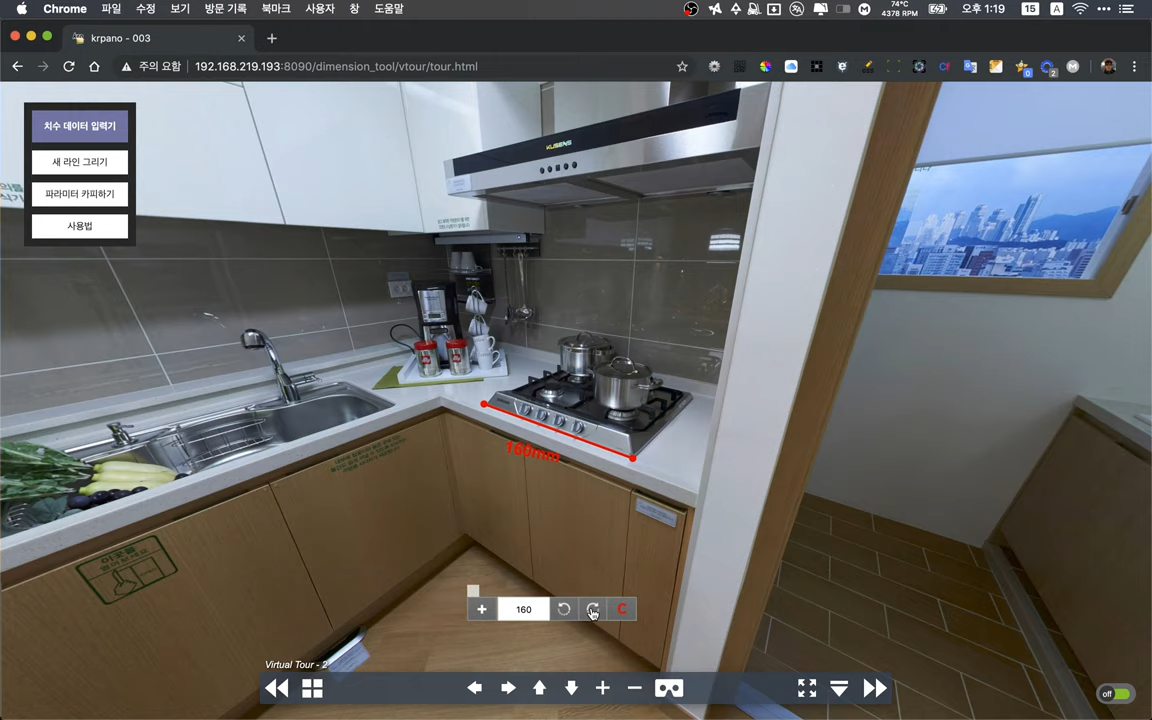 Chrome 파일 수정 보기 방문 기록 북마크 사용자 창 도움말
74°C
4378 RPM
오후 1:19
15
A
krpano - 003
주의 요함 192.168.219.193:8090/dimension_tool/vtour/tour.html
치수 데이터 입력기
새 라인 그리기
파라미터 카피하기
사용법
KUSENS
160mm
160
C
Virtual Tour - 2
off